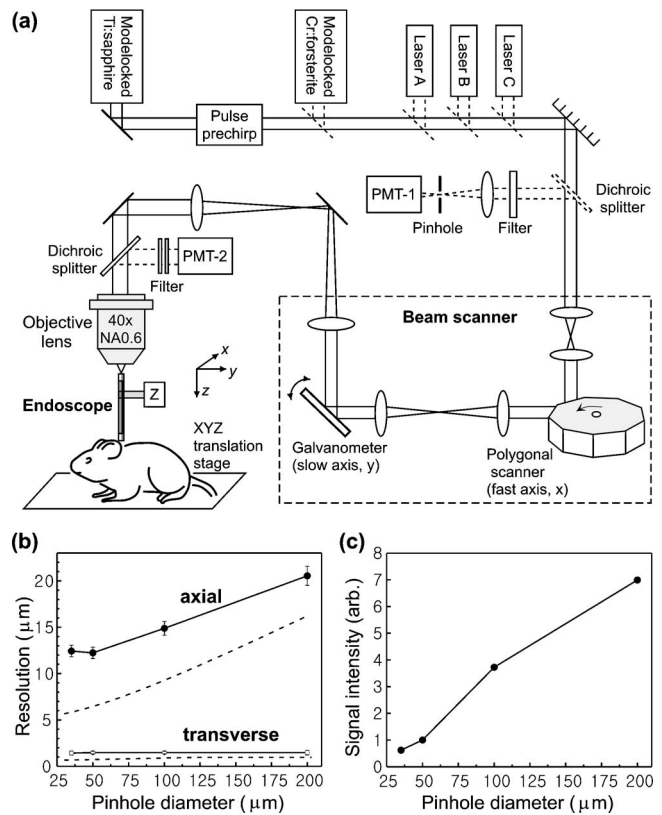 (a)
Modelocked
Ti:sapphire
Pulse
prechirp
Modelocked
Cr:forsterite
Laser A
Laser B
Laser C
PMT-1
Pinhole
Filter
Dichroic
splitter
Dichroic
splitter
Filter
PMT-2
Objective
lens
40x
NA0.6
Endoscope
Z
x
y
z
XYZ
translation
stage
Beam scanner
Galvanometer
(slow axis, y)
Polygonal
scanner
(fast axis, x)
(b)
Resolution (μm)
20
15
10
5
0
axial
transverse
25 50 75 100 125 150 175 200
Pinhole diameter (μm)
(c)
Signal intensity (arb.)
8
7
6
5
4
3
2
1
0
25 50 75 100 125 150 175 200
Pinhole diameter (μm)